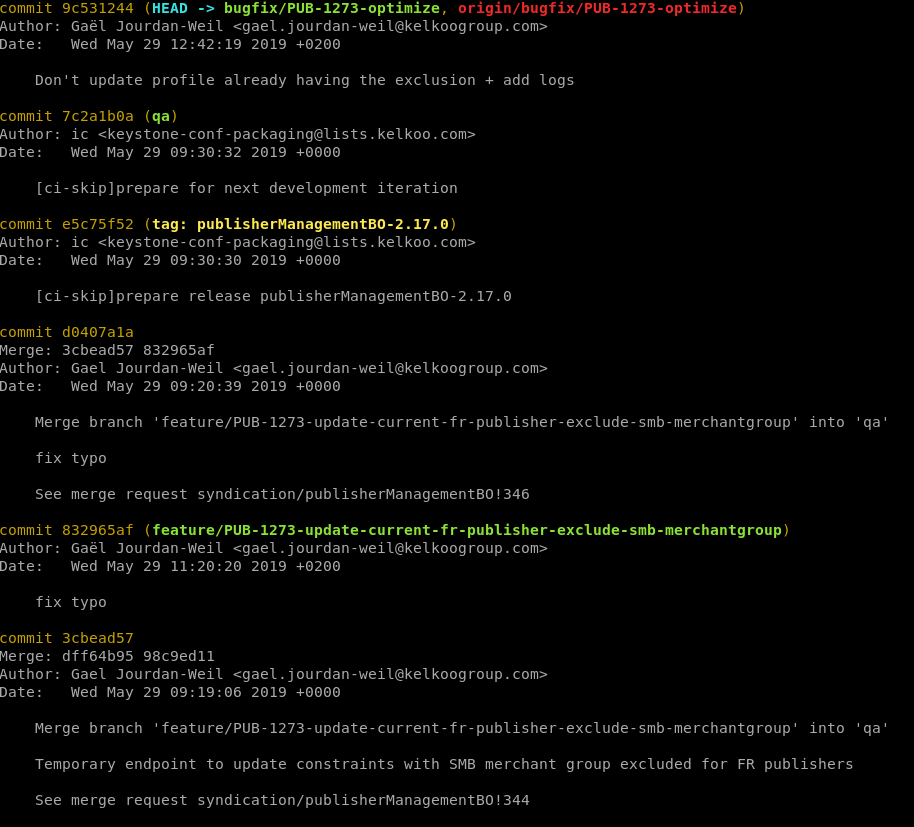 commit 9c531244 (HEAD -> bugfix/PUB-1273-optimize, origin/bugfix/PUB-1273-optimize)
Author: Gaël Jourdan-Weil <gael.jourdan-weil@kelkoogroup.com>
Date:   Wed May 29 12:42:19 2019 +0200
    Don't update profile already having the exclusion + add logs
commit 7c2a1b0a (qa)
Author: ic <keystone-conf-packaging@lists.kelkoo.com>
Date:   Wed May 29 09:30:32 2019 +0000
    [ci-skip]prepare for next development iteration
commit e5c75f52 (tag: publisherManagementBO-2.17.0)
Author: ic <keystone-conf-packaging@lists.kelkoo.com>
Date:   Wed May 29 09:30:30 2019 +0000
    [ci-skip]prepare release publisherManagementBO-2.17.0
commit d0407a1a
Merge: 3cbead57 832965af
Author: Gael Jourdan-Weil <gael.jourdan-weil@kelkoogroup.com>
Date:   Wed May 29 09:20:39 2019 +0000
    Merge branch 'feature/PUB-1273-update-current-fr-publisher-exclude-smb-merchantgroup' into 'qa'
    fix typo
    See merge request syndication/publisherManagementBO!346
commit 832965af (feature/PUB-1273-update-current-fr-publisher-exclude-smb-merchantgroup)
Author: Gaël Jourdan-Weil <gael.jourdan-weil@kelkoogroup.com>
Date:   Wed May 29 11:20:20 2019 +0200
    fix typo
commit 3cbead57
Merge: dff64b95 98c9ed11
Author: Gael Jourdan-Weil <gael.jourdan-weil@kelkoogroup.com>
Date:   Wed May 29 09:19:06 2019 +0000
    Merge branch 'feature/PUB-1273-update-current-fr-publisher-exclude-smb-merchantgroup' into 'qa'
    Temporary endpoint to update constraints with SMB merchant group excluded for FR publishers
    See merge request syndication/publisherManagementBO!344